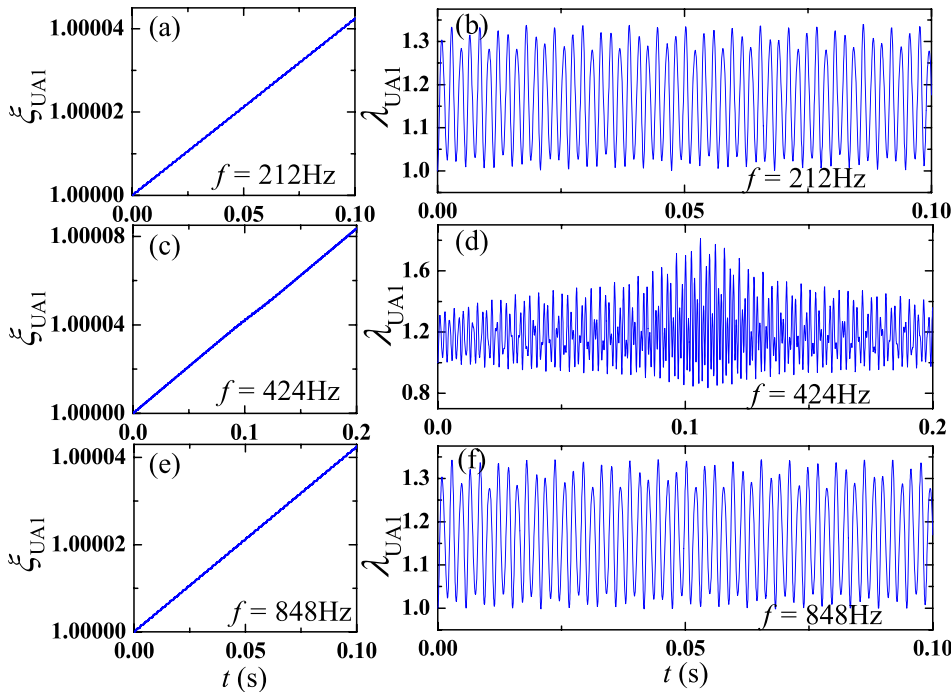 (a)
1.00004
1.00002
1.00000
ξUA1
f = 212Hz
0.00 0.05 0.10
(b)
1.3
1.2
1.1
1.0
λUA1
f = 212Hz
0.00 0.05 0.10
(c)
1.00008
1.00004
1.00000
ξUA1
f = 424Hz
0.0 0.1 0.2
(d)
1.6
1.2
0.8
λUA1
f = 424Hz
0.0 0.1 0.2
(e)
1.00004
1.00002
1.00000
ξUA1
f = 848Hz
0.00 0.05 0.10
t (s)
(f)
1.3
1.2
1.1
1.0
λUA1
f = 848Hz
0.00 0.05 0.10
t (s)